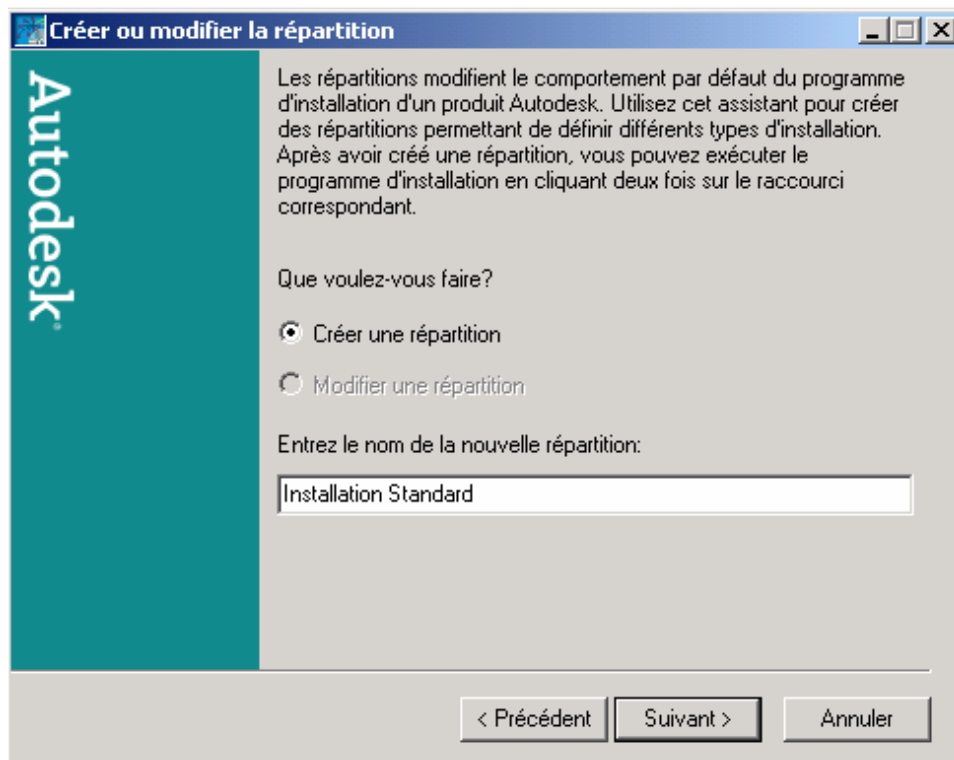 Créer ou modifier la répartition
Autodesk
Les répartitions modifient le comportement par défaut du programme
d'installation d'un produit Autodesk. Utilisez cet assistant pour créer
des répartitions permettant de définir différents types d'installation.
Après avoir créé une répartition, vous pouvez exécuter le
programme d'installation en cliquant deux fois sur le raccourci
correspondant.
Que voulez-vous faire?
Créer une répartition
Modifier une répartition
Entrez le nom de la nouvelle répartition:
Installation Standard
< Précédent Suivant > Annuler